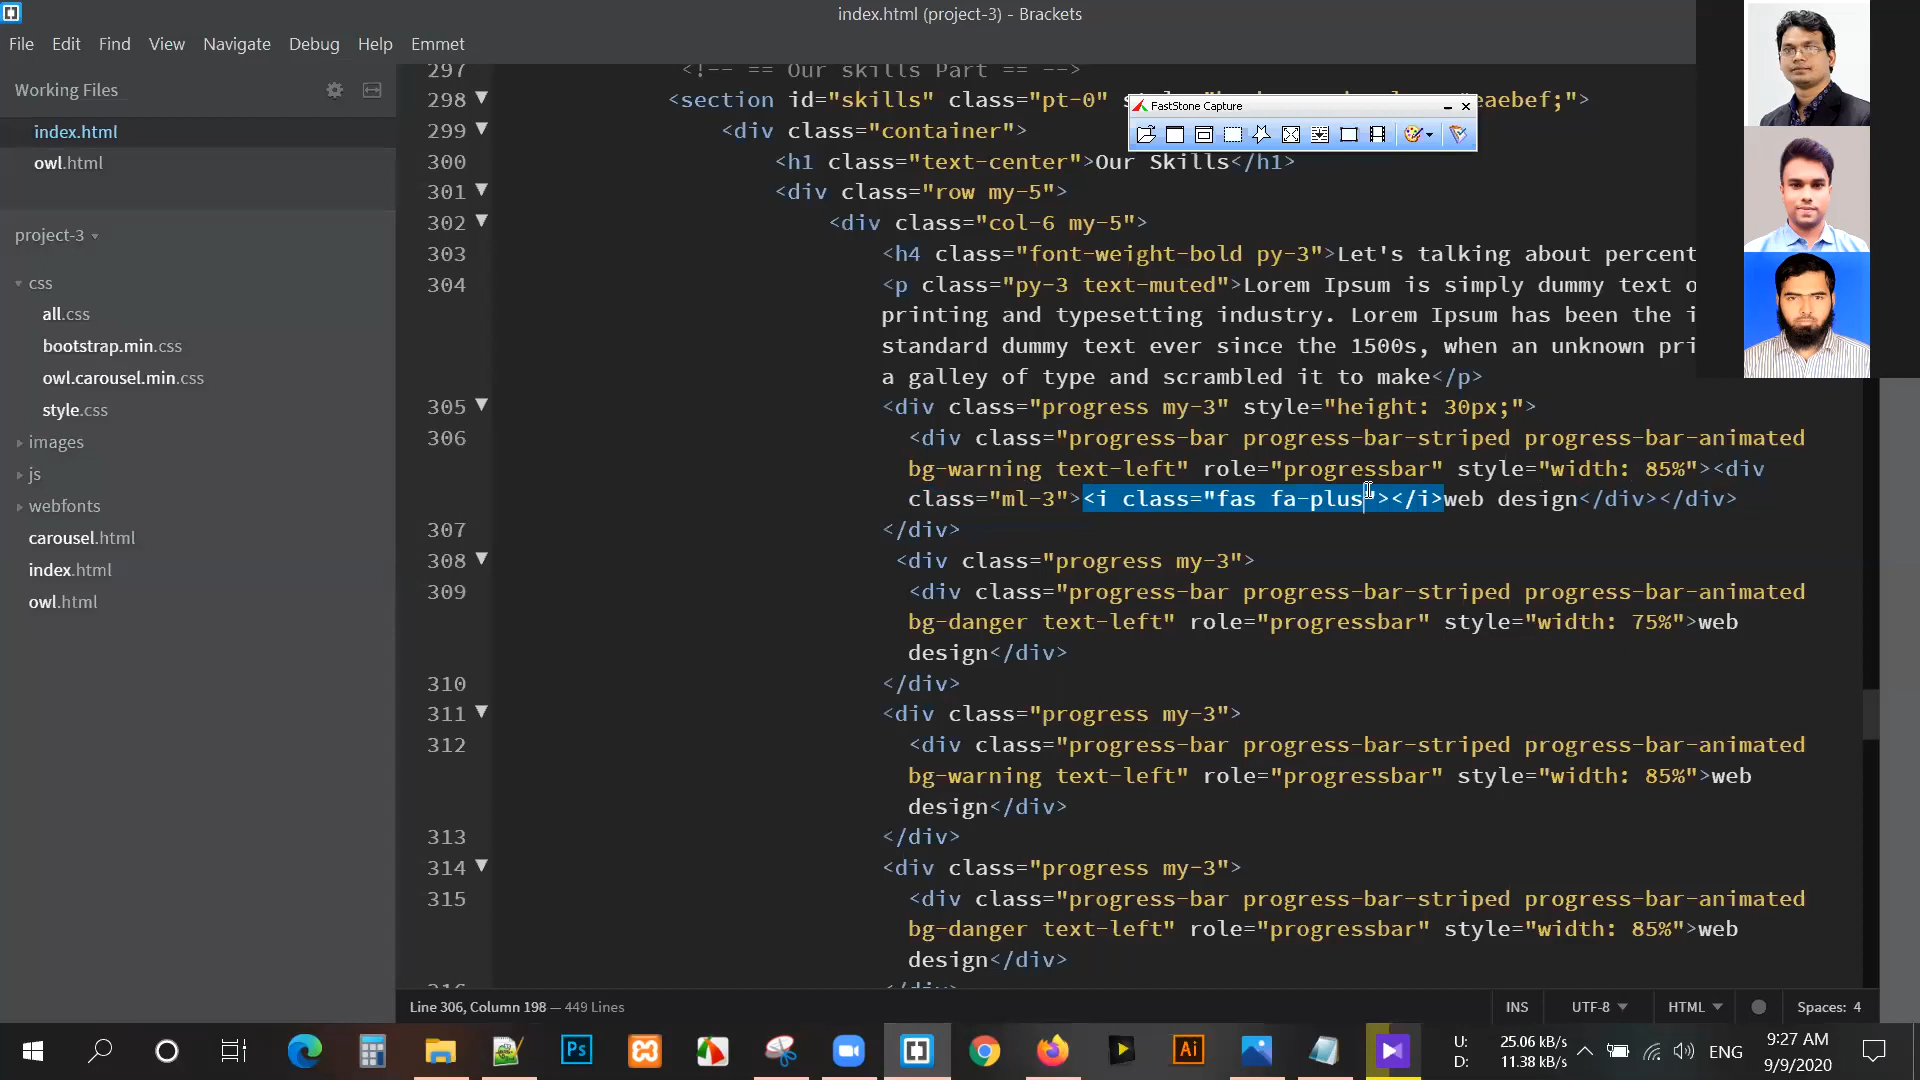 index.html (project-3) - Brackets
File Edit Find View Navigate Debug Help Emmet
Working Files
index.html
owl.html
project-3
css
all.css
bootstrap.min.css
owl.carousel.min.css
style.css
images
js
webfonts
carousel.html
index.html
owl.html
FastStone Capture
297 <!-- == Our skills Part == -->
298 <section id="skills" class="pt-0" eaebef;">
299 <div class="container">
300 <h1 class="text-center">Our Skills</h1>
301 <div class="row my-5">
302 <div class="col-6 my-5">
303 <h4 class="font-weight-bold py-3">Let's talking about percent
304 <p class="py-3 text-muted">Lorem Ipsum is simply dummy text o
printing and typesetting industry. Lorem Ipsum has been the i
standard dummy text ever since the 1500s, when an unknown pri
a galley of type and scrambled it to make</p>
305 <div class="progress my-3" style="height: 30px;">
306 <div class="progress-bar progress-bar-striped progress-bar-animated
bg-warning text-left" role="progressbar" style="width: 85%"><div
class="ml-3"><i class="fas fa-plus"></i>web design</div></div>
307 </div>
308 <div class="progress my-3">
309 <div class="progress-bar progress-bar-striped progress-bar-animated
bg-danger text-left" role="progressbar" style="width: 75%">web
design</div>
310 </div>
311 <div class="progress my-3">
312 <div class="progress-bar progress-bar-striped progress-bar-animated
bg-warning text-left" role="progressbar" style="width: 85%">web
design</div>
313 </div>
314 <div class="progress my-3">
315 <div class="progress-bar progress-bar-striped progress-bar-animated
bg-danger text-left" role="progressbar" style="width: 85%">web
design</div>
Line 306, Column 198 — 449 Lines
INS UTF-8 HTML Spaces: 4
Ps
Ai
U: 25.06 kB/s
D: 11.38 kB/s
ENG
9:27 AM
9/9/2020